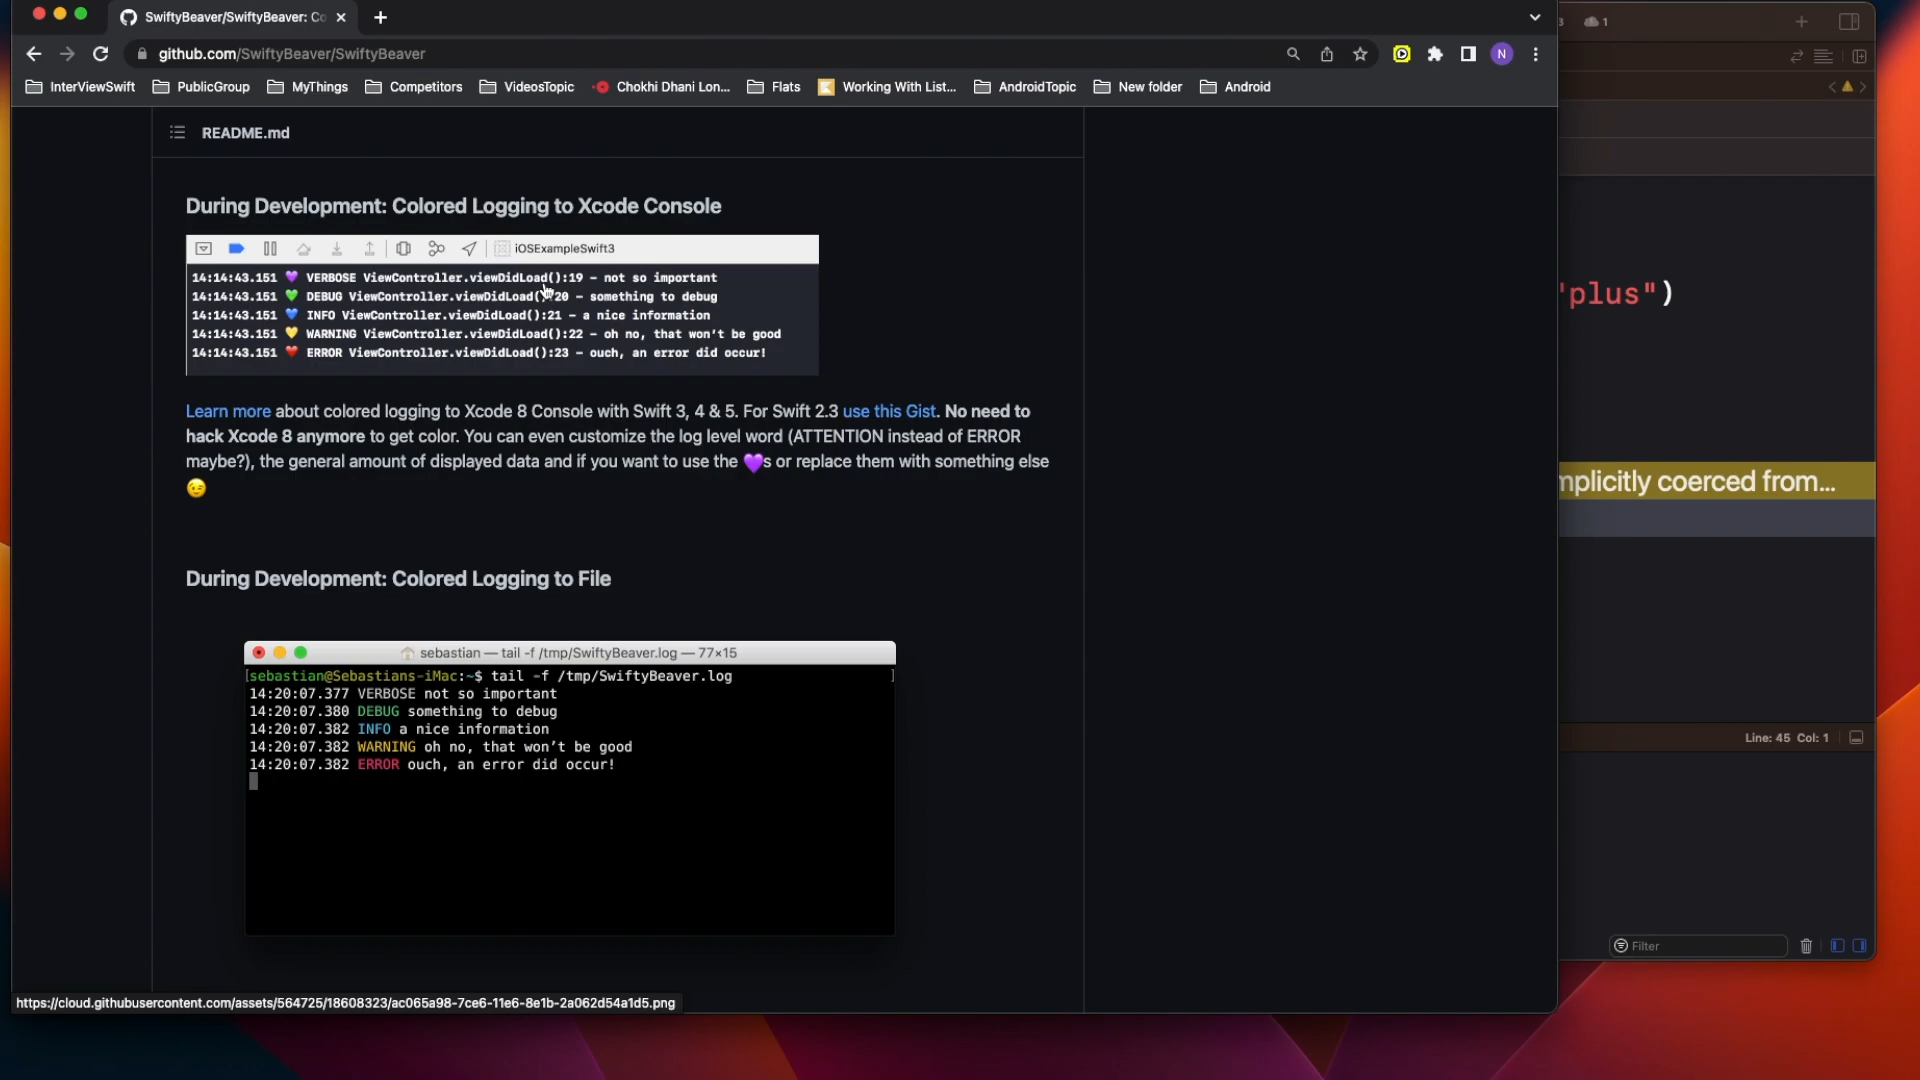 SwiftyBeaver/SwiftyBeaver: Co
3
1
github.com/SwiftyBeaver/SwiftyBeaver
N
InterViewSwift PublicGroup MyThings Competitors VideosTopic Chokhi Dhani Lon... Flats Working With List... AndroidTopic New folder Android
README.md
During Development: Colored Logging to Xcode Console
iOSExampleSwift3
14:14:43.151 💜 VERBOSE ViewController.viewDidLoad():19 – not so important
14:14:43.151 💚 DEBUG ViewController.viewDidLoad():20 – something to debug
14:14:43.151 💙 INFO ViewController.viewDidLoad():21 – a nice information
14:14:43.151 💛 WARNING ViewController.viewDidLoad():22 – oh no, that won't be good
14:14:43.151 ❤️ ERROR ViewController.viewDidLoad():23 – ouch, an error did occur!
'plus")
Learn more about colored logging to Xcode 8 Console with Swift 3, 4 & 5. For Swift 2.3 use this Gist. No need to
hack Xcode 8 anymore to get color. You can even customize the log level word (ATTENTION instead of ERROR
maybe?), the general amount of displayed data and if you want to use the 💜s or replace them with something else
😉
mplicitly coerced from...
During Development: Colored Logging to File
sebastian — tail -f /tmp/SwiftyBeaver.log — 77×15
[sebastian@Sebastians-iMac:~$ tail -f /tmp/SwiftyBeaver.log ]
14:20:07.377 VERBOSE not so important
14:20:07.380 DEBUG something to debug
14:20:07.382 INFO a nice information
14:20:07.382 WARNING oh no, that won't be good
14:20:07.382 ERROR ouch, an error did occur!
Line: 45 Col: 1
Filter
https://cloud.githubusercontent.com/assets/564725/18608323/ac065a98-7ce6-11e6-8e1b-2a062d54a1d5.png